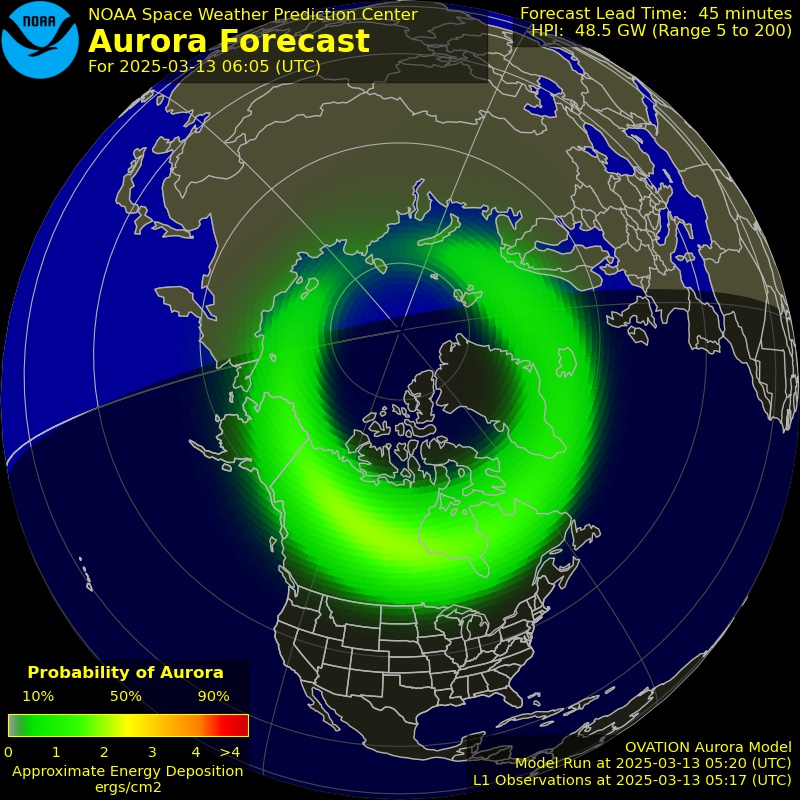 NOAA
NOAA Space Weather Prediction Center
Aurora Forecast
For 2025-03-13 06:05 (UTC)
Forecast Lead Time: 45 minutes
HPI: 48.5 GW (Range 5 to 200)
Probability of Aurora
10% 50% 90%
0 1 2 3 4 >4
Approximate Energy Deposition
ergs/cm2
OVATION Aurora Model
Model Run at 2025-03-13 05:20 (UTC)
L1 Observations at 2025-03-13 05:17 (UTC)